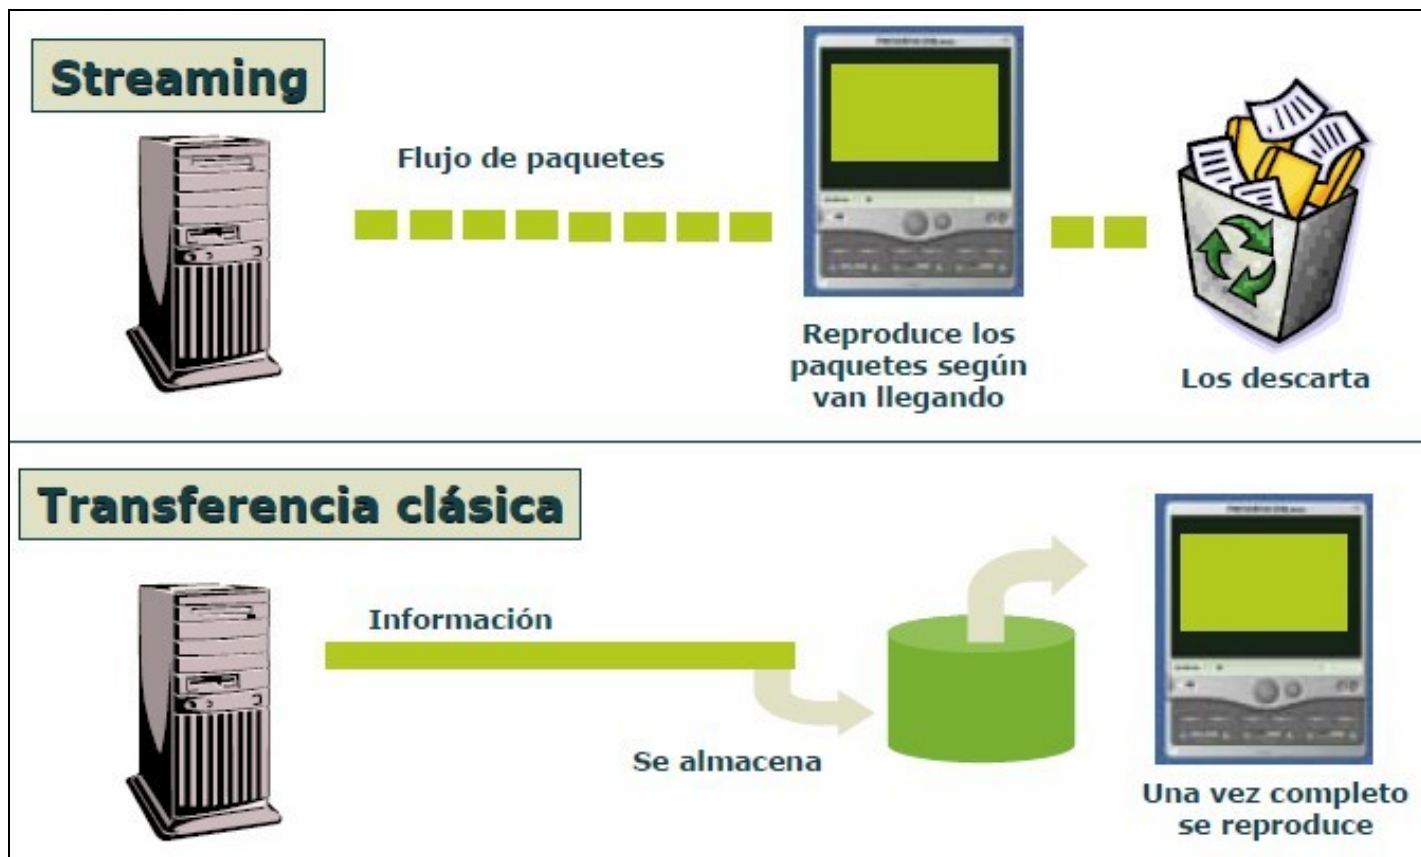 Streaming
Flujo de paquetes
Reproduce los
paquetes según
van llegando
Los descarta
Transferencia clásica
Información
Se almacena
Una vez completo
se reproduce